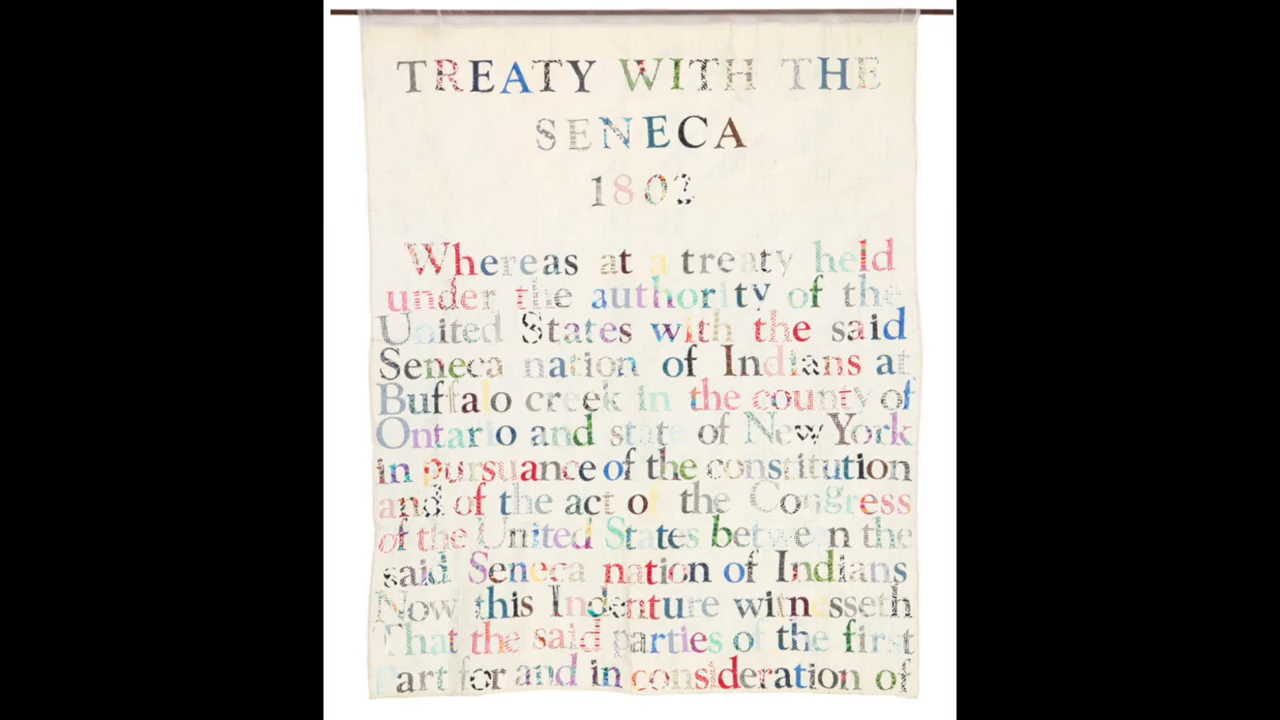 TREATY WITH THE
SENECA
1802
Whereas at a treaty held
under the authority of the
United States with the said
Seneca nation of Indians at
Buffalo creek in the county of
Ontario and state of New York
in pursuance of the constitution
and of the act of the Congress
of the United States between the
said Seneca nation of Indians
Now this Indenture witnesseth
That the said parties of the first
part for and in consideration of